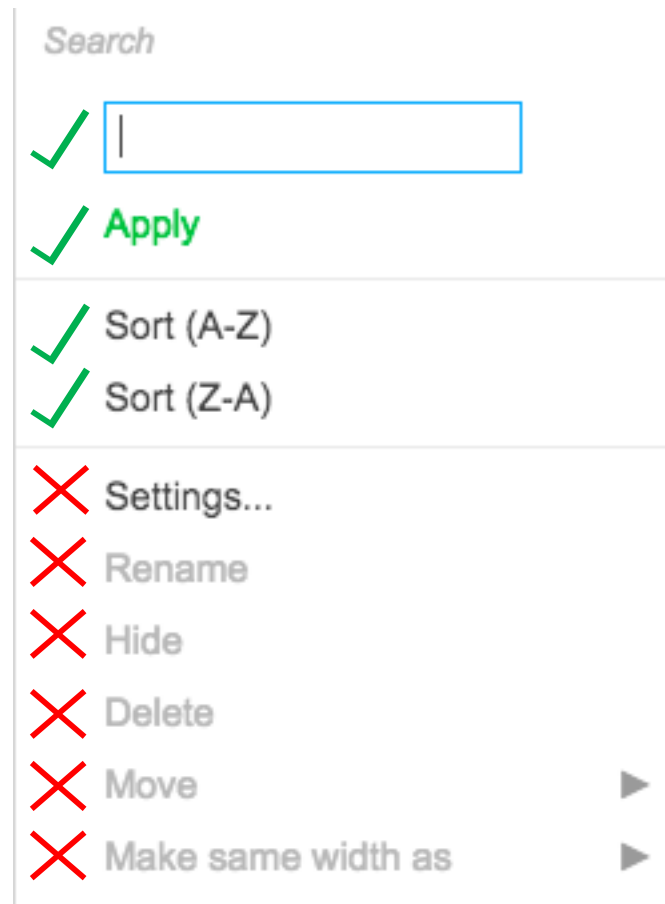 Search
Apply
Sort (A-Z)
Sort (Z-A)
Settings...
Rename
Hide
Delete
Move
Make same width as